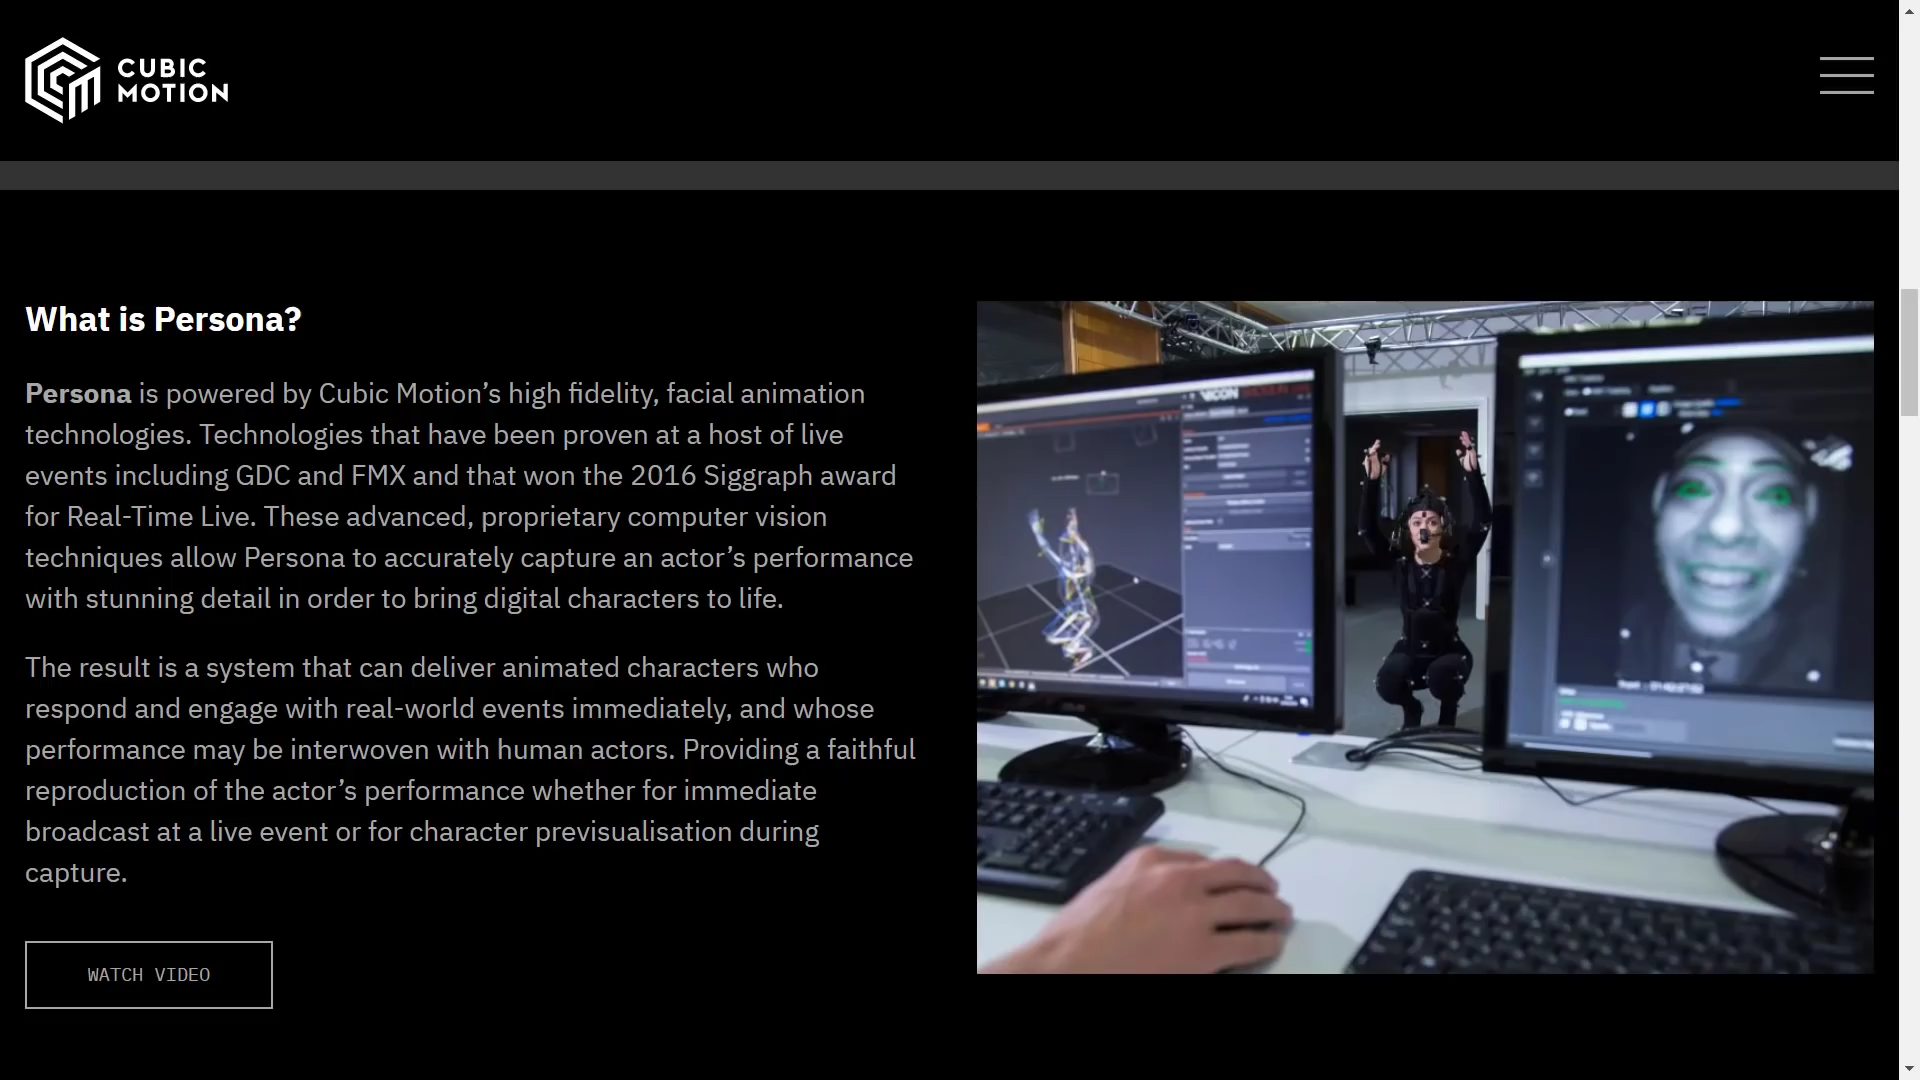 CUBIC
MOTION
What is Persona?
Persona is powered by Cubic Motion’s high fidelity, facial animation
technologies. Technologies that have been proven at a host of live
events including GDC and FMX and that won the 2016 Siggraph award
for Real-Time Live. These advanced, proprietary computer vision
techniques allow Persona to accurately capture an actor’s performance
with stunning detail in order to bring digital characters to life.
The result is a system that can deliver animated characters who
respond and engage with real-world events immediately, and whose
performance may be interwoven with human actors. Providing a faithful
reproduction of the actor’s performance whether for immediate
broadcast at a live event or for character previsualisation during
capture.
WATCH VIDEO
VICON